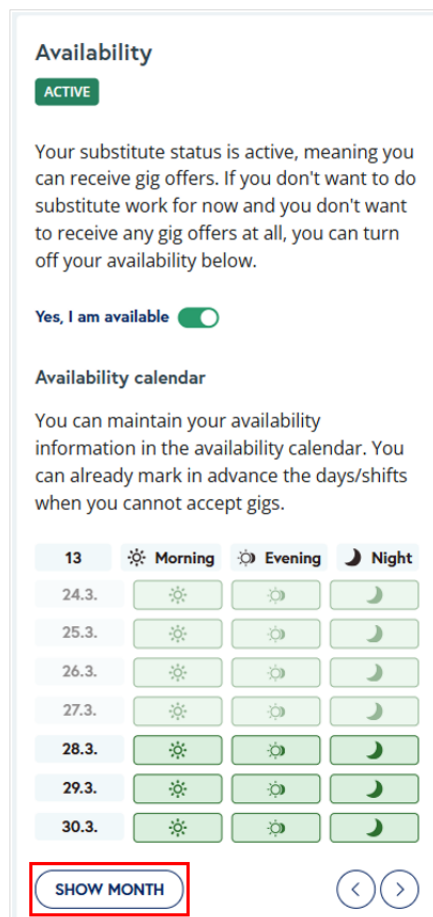 Availability
ACTIVE
Your substitute status is active, meaning you
can receive gig offers. If you don't want to do
substitute work for now and you don't want
to receive any gig offers at all, you can turn
off your availability below.
Yes, I am available
Availability calendar
You can maintain your availability
information in the availability calendar. You
can already mark in advance the days/shifts
when you cannot accept gigs.
13 Morning Evening Night
24.3.
25.3.
26.3.
27.3.
28.3.
29.3.
30.3.
SHOW MONTH